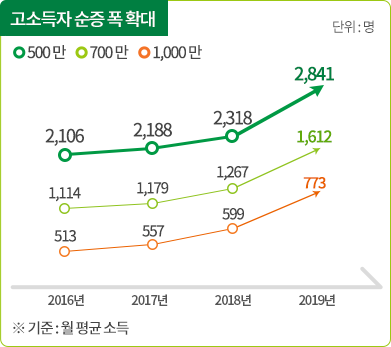 고소득자 순증 폭 확대
단위 : 명
500만 700만 1,000만
2,841
2,318
2,188
2,106
1,612
1,267
1,179
1,114
773
599
557
513
2016년 2017년 2018년 2019년
※ 기준 : 월 평균 소득